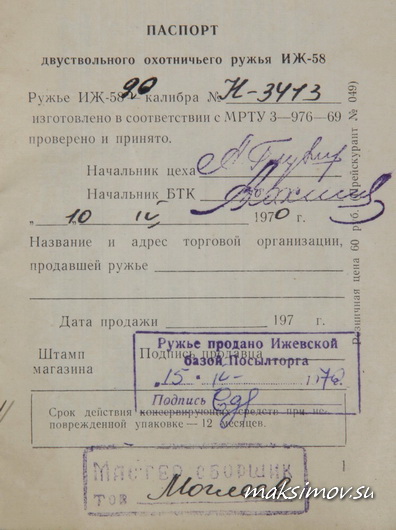 ПАСПОРТ
двуствольного охотничьего ружья ИЖ-58
Ружье ИЖ-58 20 калибра № Н-3413
изготовлено в соответствии с МРТУ 3—976—69
проверено и принято.
Начальник цеха
Начальник БТК
„ 10 1970 г.
Название и адрес торговой организации,
продавшей ружье
Дата продажи 197 г.
Штамп Подпись продавца
магазина
Ружье продано Ижевской
базой Посылторга
15
Подпись
Срок действия консервирующих средств при не-
поврежденной упаковке — 12 месяцев.
МАСТЕР СБОРЩИК
тов
1
Розничная цена 60 руб. (Прейскурант № 049)
maksimov.su